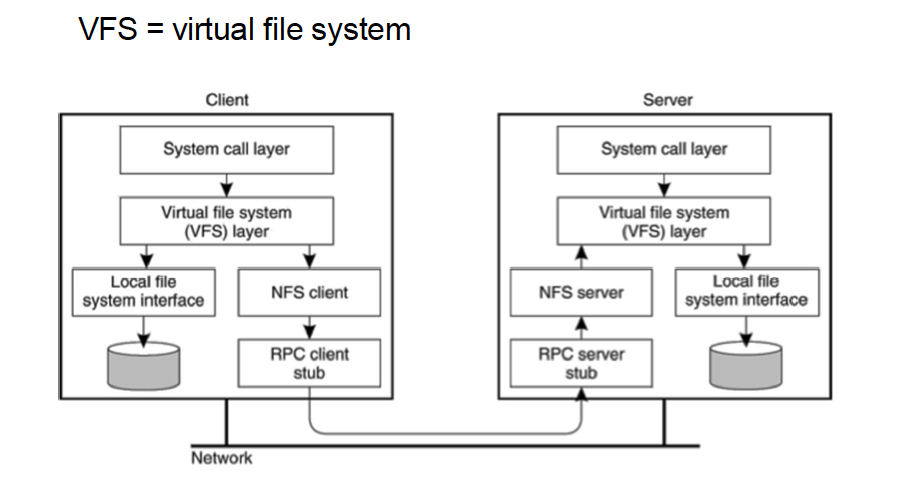 VFS = virtual file system
Client
System call layer
Virtual file system
(VFS) layer
Local file
system interface
NFS client
RPC client
stub
Server
System call layer
Virtual file system
(VFS) layer
NFS server
Local file
system interface
RPC server
stub
Network